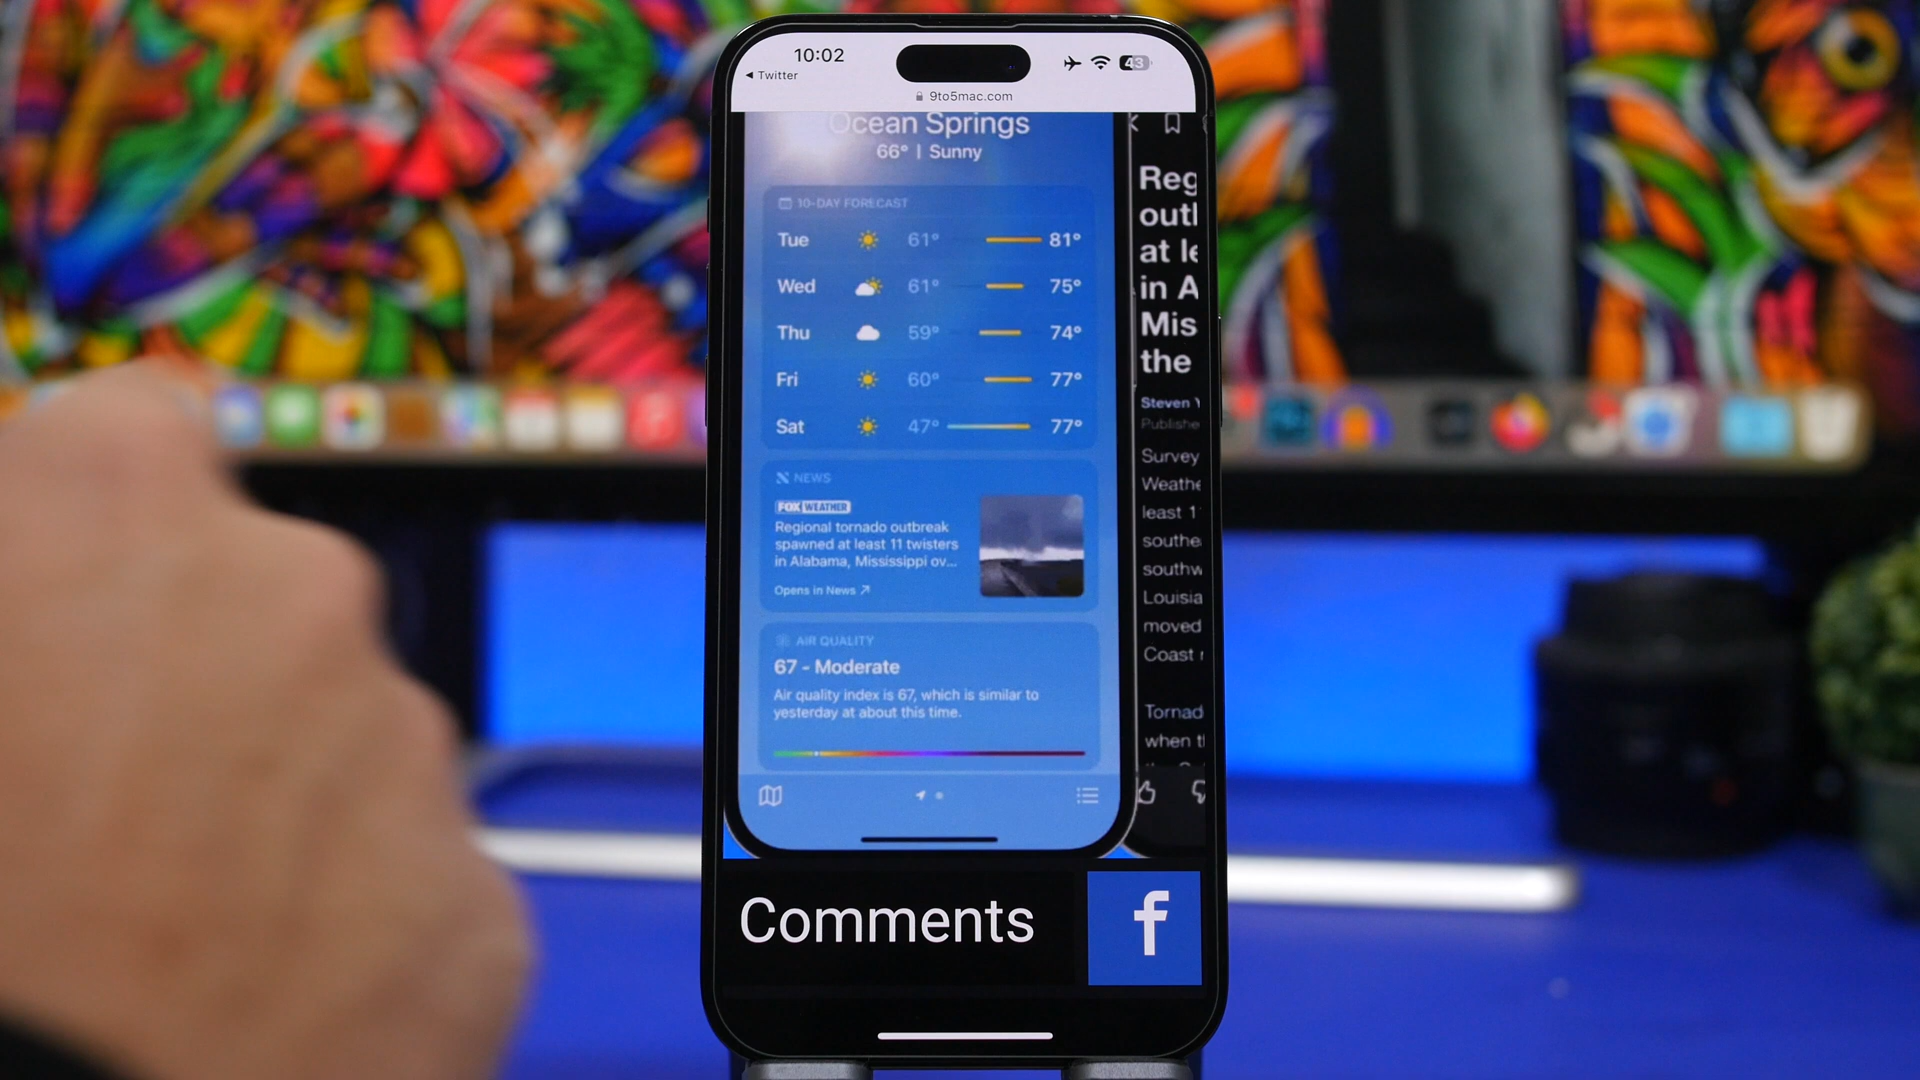 10:02
◀ Twitter
43
9to5mac.com
Ocean Springs
66° | Sunny
10-DAY FORECAST
Tue 61° 81°
Wed 61° 75°
Thu 59° 74°
Fri 60° 77°
Sat 47° 77°
NEWS
FOX WEATHER
Regional tornado outbreak
spawned at least 11 twisters
in Alabama, Mississippi ov...
Opens in News ↗
AIR QUALITY
67 - Moderate
Air quality index is 67, which is similar to
yesterday at about this time.
Reg
outl
at le
in A
Mis
the
Steven
Publishe
Survey
Weathe
least 1
southe
southw
Louisia
moved
Coast
Tornad
when t
Comments
f